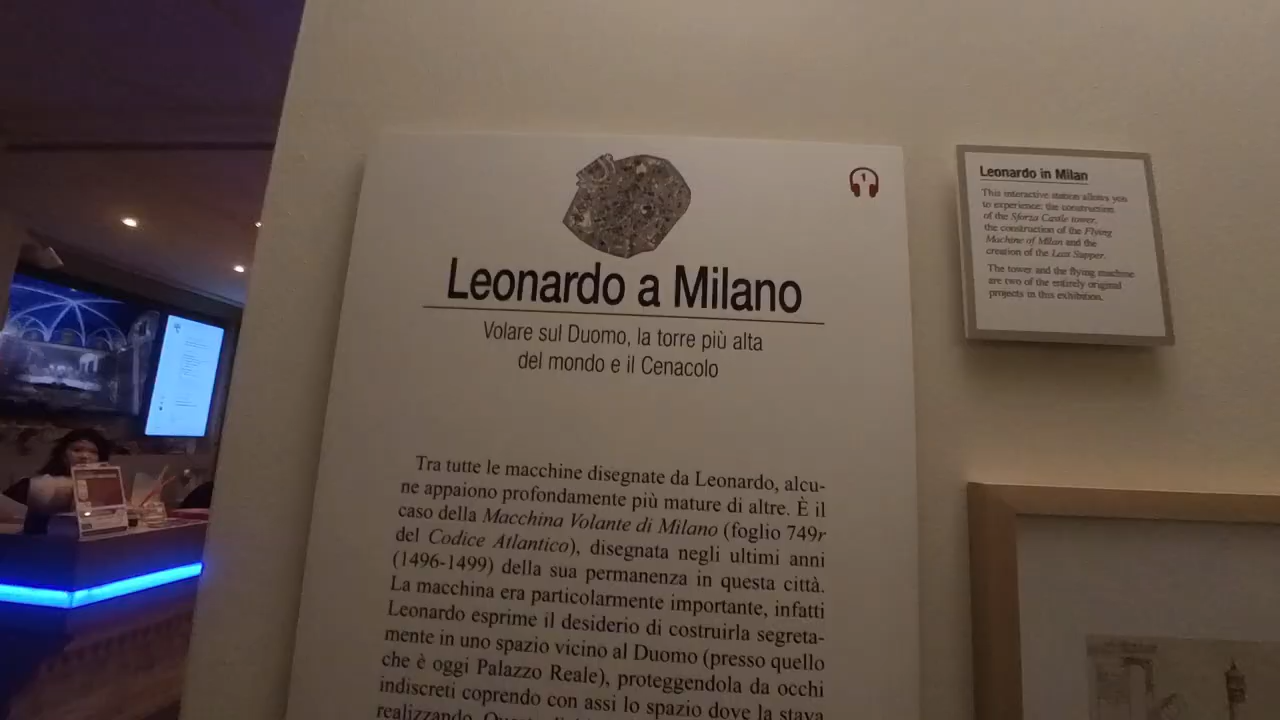 1
Leonardo a Milano
Volare sul Duomo, la torre più alta
del mondo e il Cenacolo
Tra tutte le macchine disegnate da Leonardo, alcu-
ne appaiono profondamente più mature di altre. È il
caso della Macchina Volante di Milano (foglio 749r
del Codice Atlantico), disegnata negli ultimi anni
(1496-1499) della sua permanenza in questa città.
La macchina era particolarmente importante, infatti
Leonardo esprime il desiderio di costruirla segreta-
mente in uno spazio vicino al Duomo (presso quello
che è oggi Palazzo Reale), proteggendola da occhi
indiscreti coprendo con assi lo spazio dove la stava
realizzando.
Leonardo in Milan
This interactive station allows you
to experience: the construction
of the Sforza Castle tower,
the construction of the Flying
Machine of Milan and the
creation of the Last Supper.
The tower and the flying machine
are two of the entirely original
projects in this exhibition.